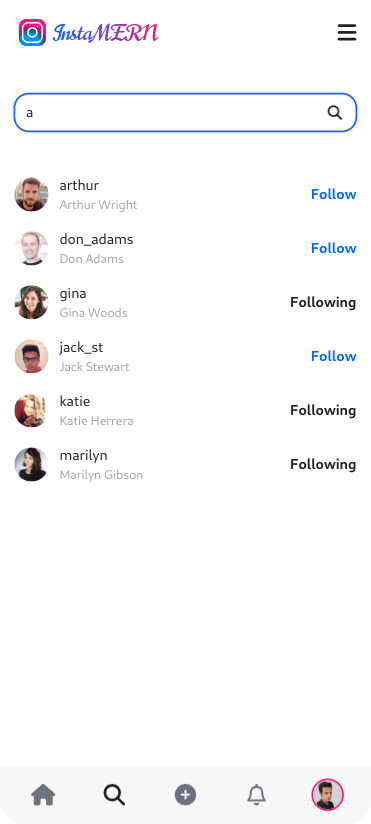 InstaMERN
a
arthur
Arthur Wright
Follow
don_adams
Don Adams
Follow
gina
Gina Woods
Following
jack_st
Jack Stewart
Follow
katie
Katie Herrera
Following
marilyn
Marilyn Gibson
Following